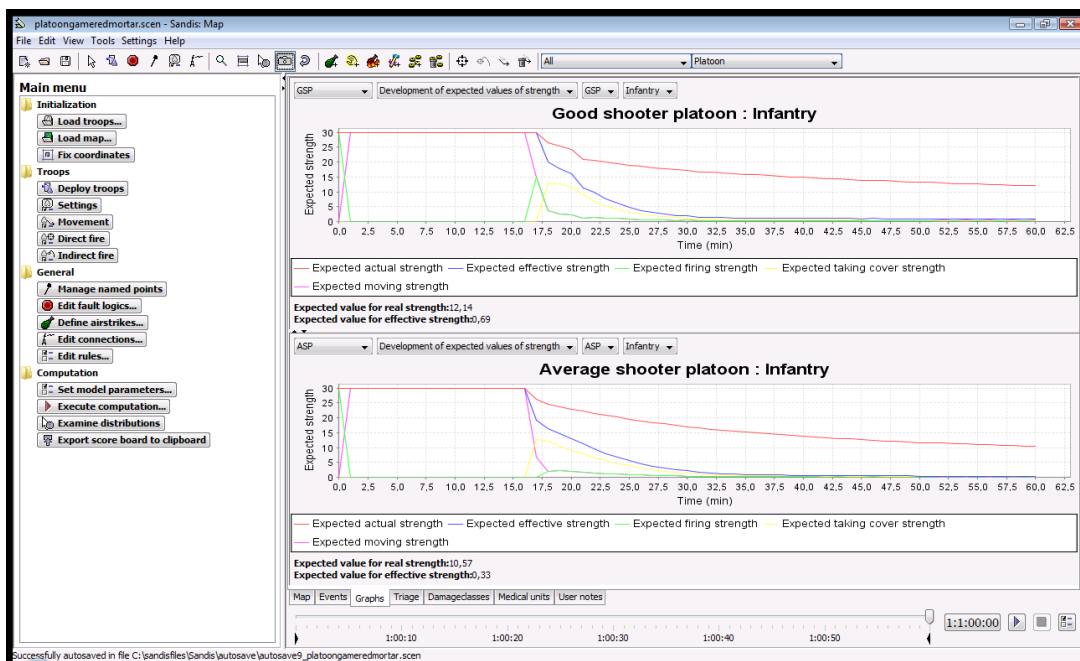 platoongameredmortar.scen - Sandis: Map
File Edit View Tools Settings Help
All
Platoon
Main menu
Initialization
Load troops...
Load map...
Fix coordinates
Troops
Deploy troops
Settings
Movement
Direct fire
Indirect fire
General
Manage named points
Edit fault logics...
Define airstrikes...
Edit connections...
Edit rules...
Computation
Set model parameters...
Execute computation...
Examine distributions
Export score board to clipboard
GSP Development of expected values of strength GSP Infantry
Good shooter platoon : Infantry
Expected strength
30
25
20
15
10
5
0
0,0 2,5 5,0 7,5 10,0 12,5 15,0 17,5 20,0 22,5 25,0 27,5 30,0 32,5 35,0 37,5 40,0 42,5 45,0 47,5 50,0 52,5 55,0 57,5 60,0 62,5
Time (min)
Expected actual strength Expected effective strength Expected firing strength Expected taking cover strength
Expected moving strength
Expected value for real strength:12,14
Expected value for effective strength:0,69
ASP Development of expected values of strength ASP Infantry
Average shooter platoon : Infantry
Expected strength
30
25
20
15
10
5
0
0,0 2,5 5,0 7,5 10,0 12,5 15,0 17,5 20,0 22,5 25,0 27,5 30,0 32,5 35,0 37,5 40,0 42,5 45,0 47,5 50,0 52,5 55,0 57,5 60,0 62,5
Time (min)
Expected actual strength Expected effective strength Expected firing strength Expected taking cover strength
Expected moving strength
Expected value for real strength:10,57
Expected value for effective strength:0,33
Map Events Graphs Triage Damageclasses Medical units User notes
1:00:10 1:00:20 1:00:30 1:00:40 1:00:50
1:1:00:00
Successfully autosaved in file C:\sandisfiles\Sandis\autosave\autosave9_platoongameredmortar.scen